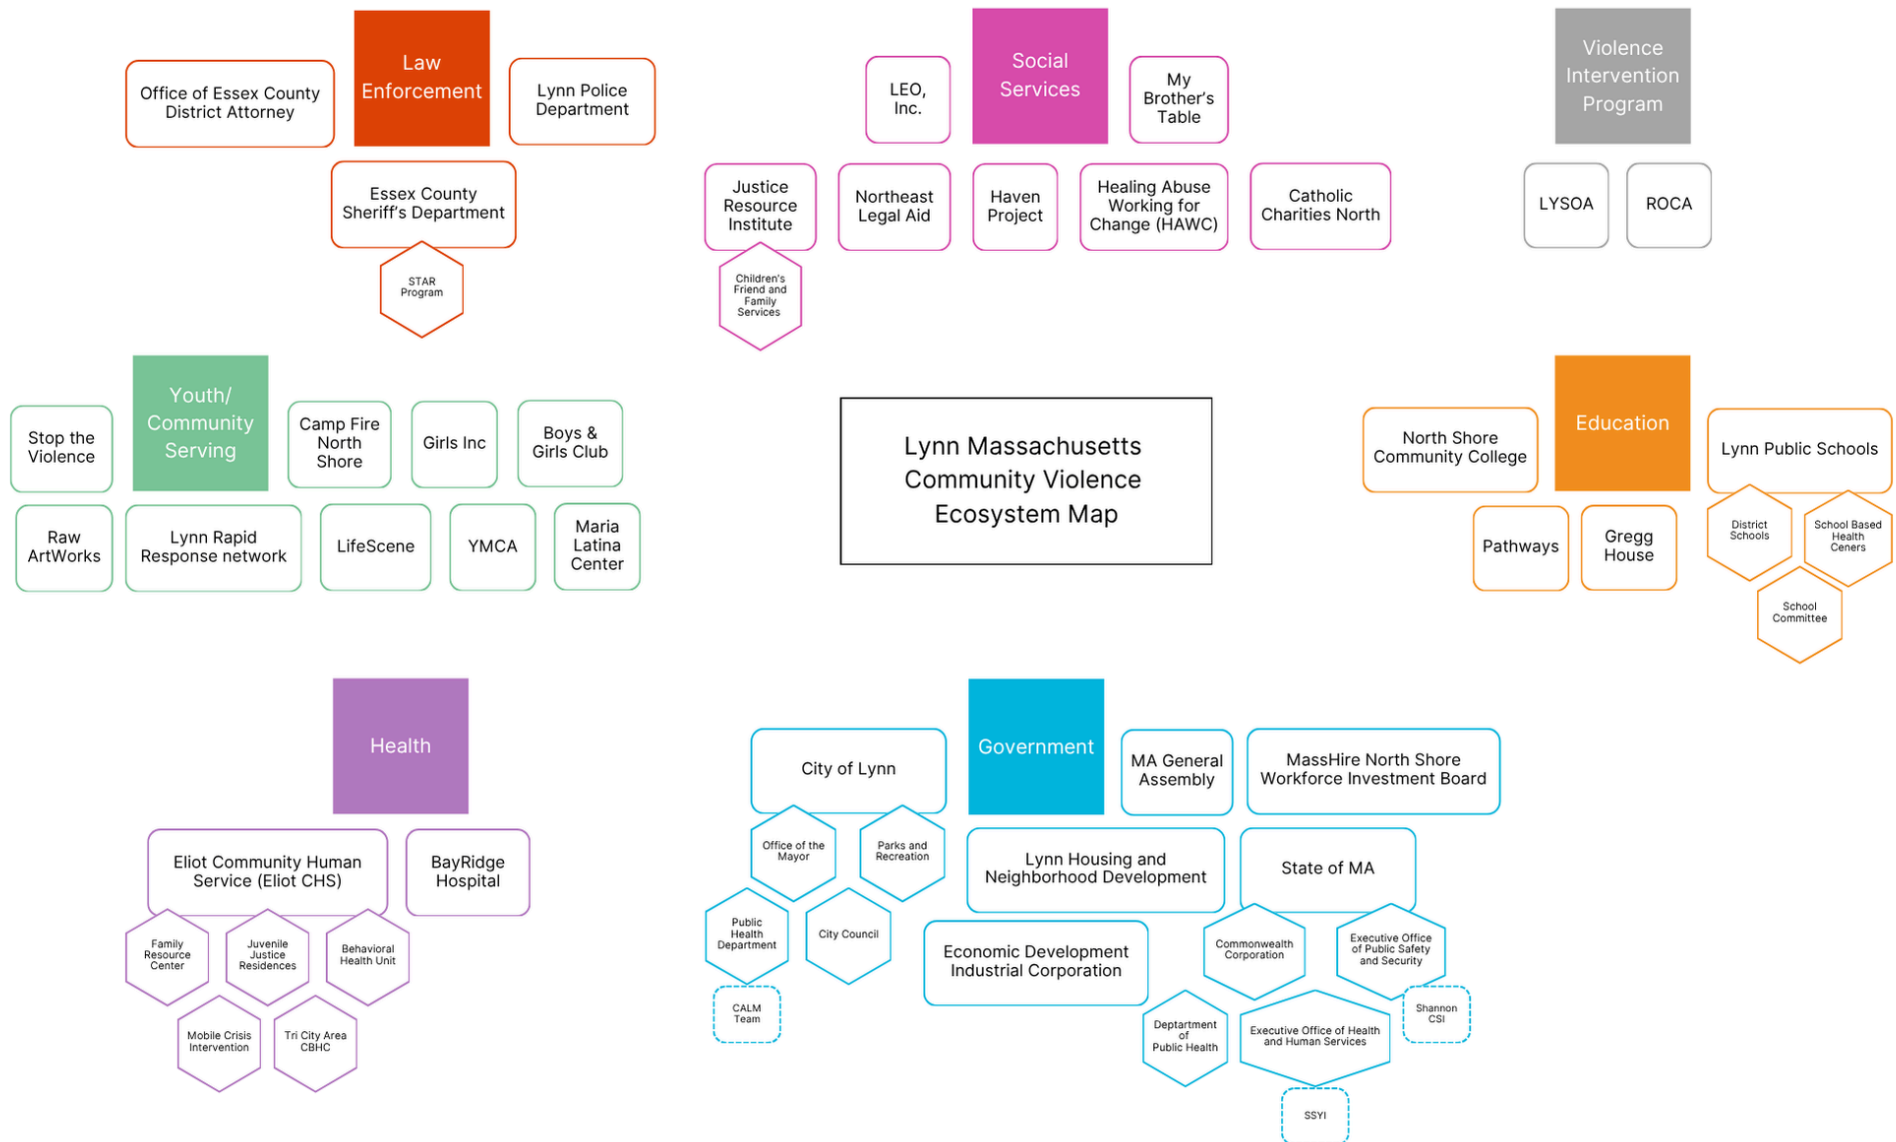 Law
Enforcement
Office of Essex County
District Attorney
Lynn Police
Department
Essex County
Sheriff's Department
STAR
Program
Social
Services
LEO,
Inc.
My
Brother's
Table
Justice
Resource
Institute
Northeast
Legal Aid
Haven
Project
Healing Abuse
Working for
Change (HAWC)
Catholic
Charities North
Children's
Friend and
Family
Services
Violence
Intervention
Program
LYSOA
ROCA
Youth/
Community
Serving
Stop the
Violence
Camp Fire
North
Shore
Girls Inc
Boys &
Girls Club
Raw
ArtWorks
Lynn Rapid
Response network
LifeScene
YMCA
Maria
Latina
Center
Lynn Massachusetts
Community Violence
Ecosystem Map
Education
North Shore
Community College
Lynn Public Schools
Pathways
Gregg
House
District
Schools
School Based
Health
Ceners
School
Committee
Health
Eliot Community Human
Service (Eliot CHS)
BayRidge
Hospital
Family
Resource
Center
Juvenile
Justice
Residences
Behavioral
Health Unit
Mobile Crisis
Intervention
Tri City Area
CBHC
Government
City of Lynn
MA General
Assembly
MassHire North Shore
Workforce Investment Board
Office of the
Mayor
Parks and
Recreation
Lynn Housing and
Neighborhood Development
State of MA
Public
Health
Department
City Council
Economic Development
Industrial Corporation
Commonwealth
Corporation
Executive Office
of Public Safety
and Security
CALM
Team
Deptartment
of
Public Health
Executive Office of Health
and Human Services
Shannon
CSI
SSYI